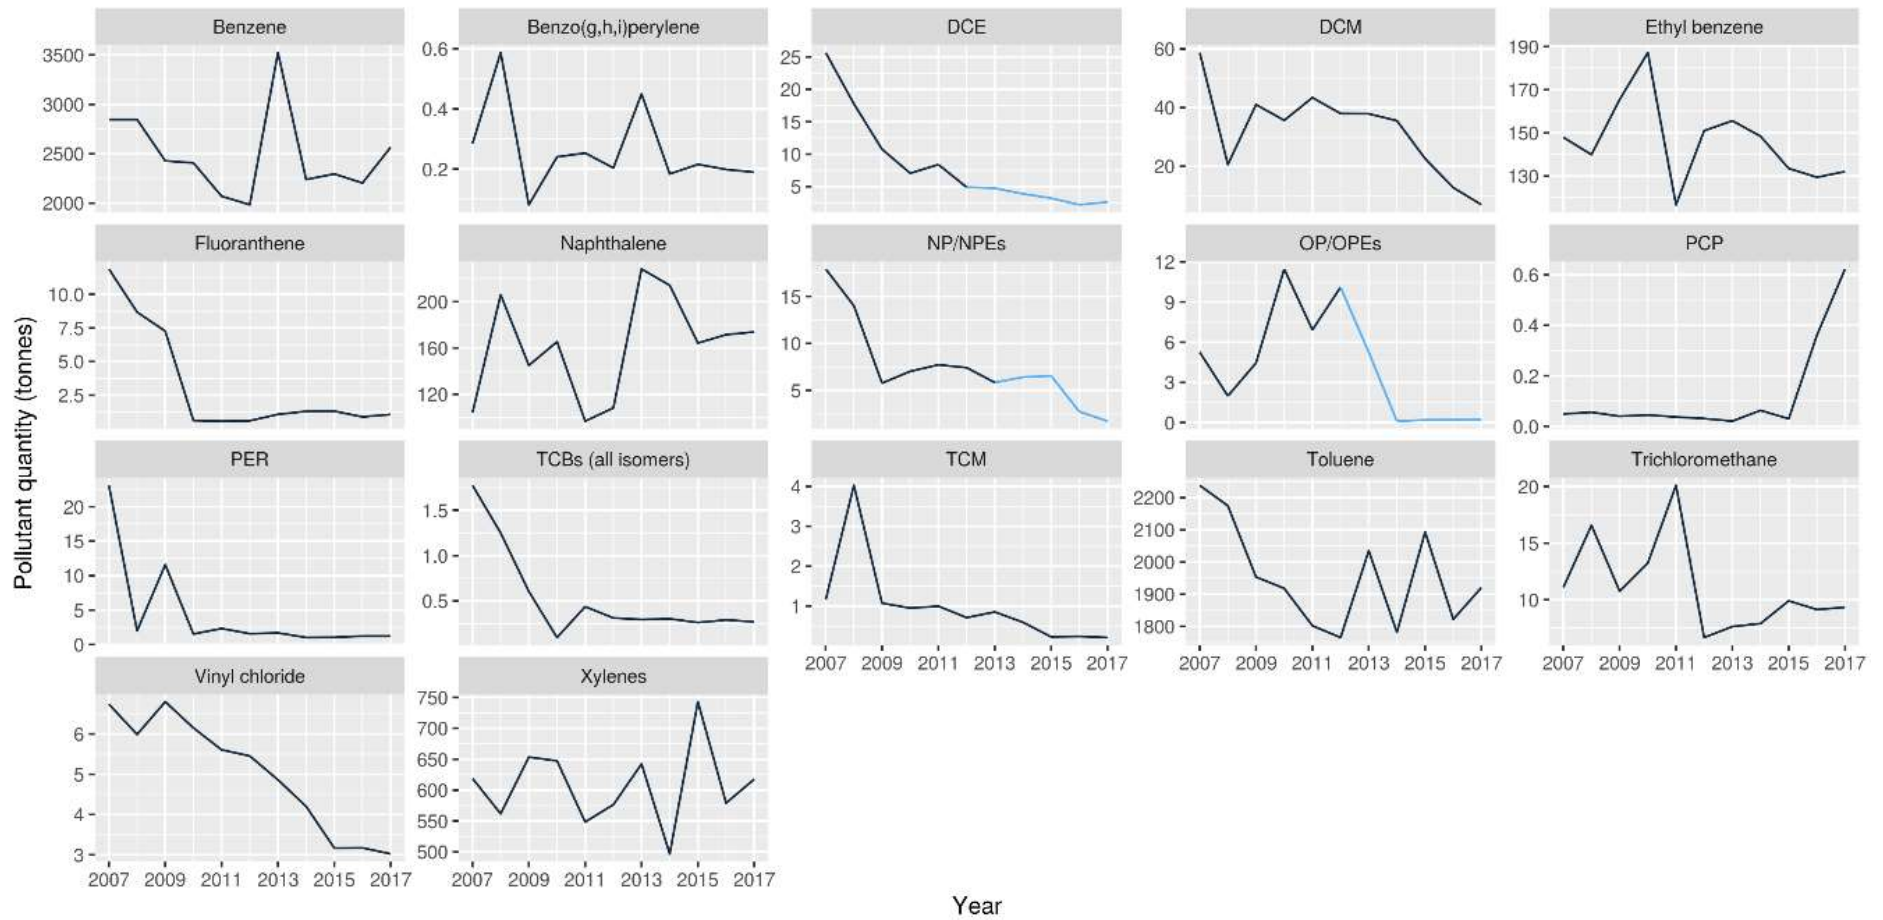 Benzene
Benzo(g,h,i)perylene
DCE
DCM
Ethyl benzene
3500
3000
2500
2000
0.6
0.4
0.2
25
20
15
10
5
60
40
20
190
170
150
130
Fluoranthene
Naphthalene
NP/NPEs
OP/OPEs
PCP
10.0
7.5
5.0
2.5
200
160
120
15
10
5
12
9
6
3
0
0.6
0.4
0.2
0.0
Pollutant quantity (tonnes)
PER
TCBs (all isomers)
TCM
Toluene
Trichloromethane
20
15
10
5
0
1.5
1.0
0.5
4
3
2
1
2200
2100
2000
1900
1800
20
15
10
2007 2009 2011 2013 2015 2017
2007 2009 2011 2013 2015 2017
2007 2009 2011 2013 2015 2017
Vinyl chloride
Xylenes
6
5
4
3
750
700
650
600
550
500
2007 2009 2011 2013 2015 2017
2007 2009 2011 2013 2015 2017
Year